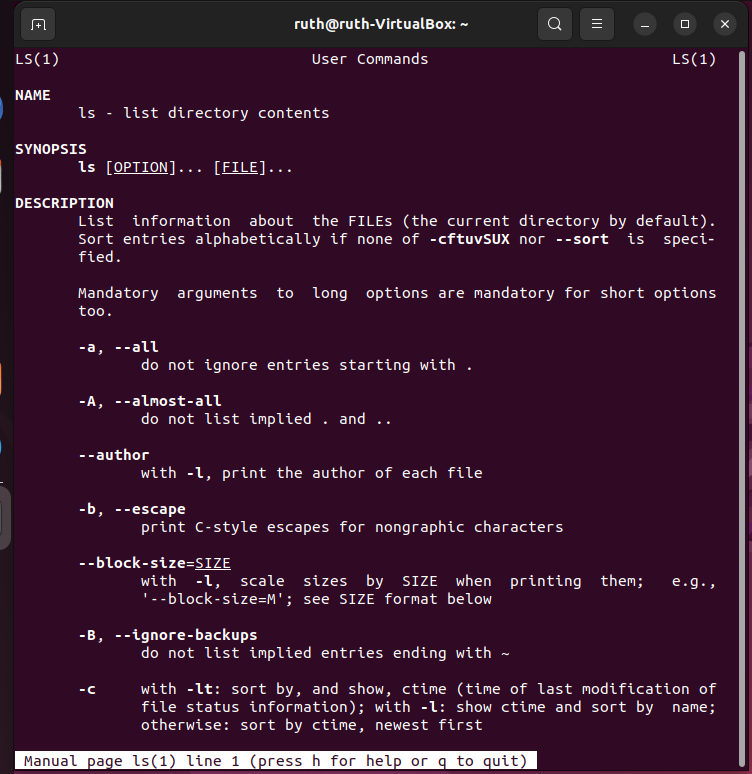 ruth@ruth-VirtualBox: ~
LS(1) User Commands LS(1)
NAME
ls - list directory contents
SYNOPSIS
ls [OPTION]... [FILE]...
DESCRIPTION
List information about the FILEs (the current directory by default).
Sort entries alphabetically if none of -cftuvSUX nor --sort is speci-
fied.
Mandatory arguments to long options are mandatory for short options
too.
-a, --all
do not ignore entries starting with .
-A, --almost-all
do not list implied . and ..
--author
with -l, print the author of each file
-b, --escape
print C-style escapes for nongraphic characters
--block-size=SIZE
with -l, scale sizes by SIZE when printing them; e.g.,
'--block-size=M'; see SIZE format below
-B, --ignore-backups
do not list implied entries ending with ~
-c with -lt: sort by, and show, ctime (time of last modification of
file status information); with -l: show ctime and sort by name;
otherwise: sort by ctime, newest first
Manual page ls(1) line 1 (press h for help or q to quit)